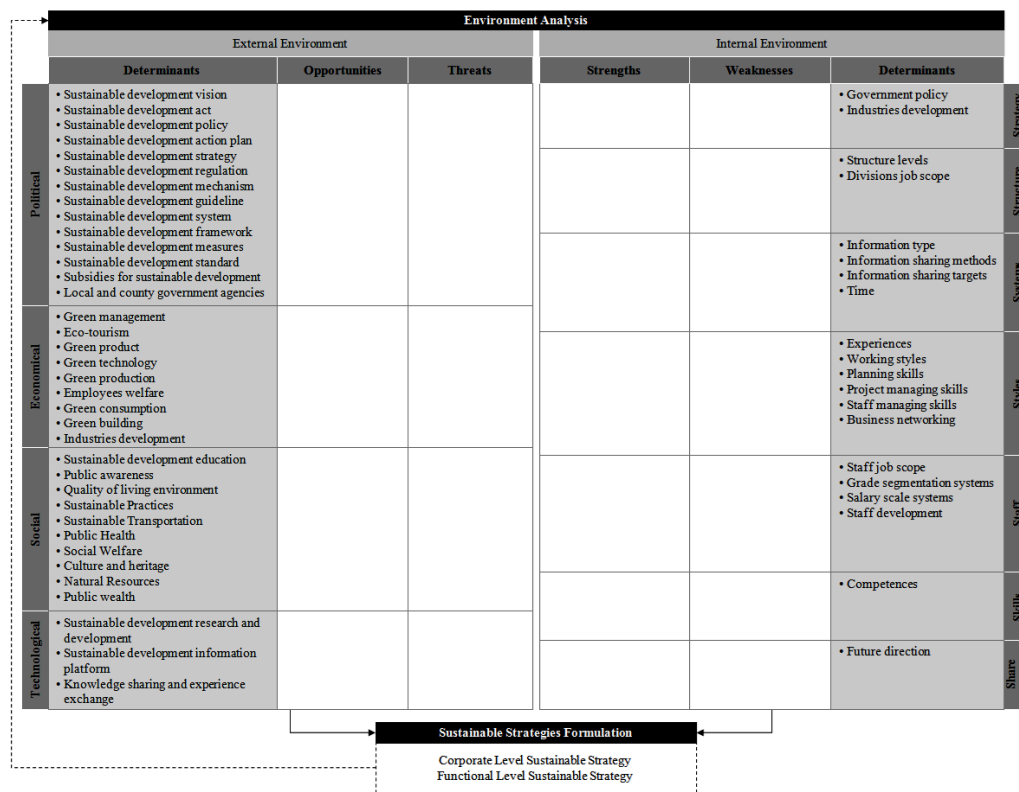 Environment Analysis
External Environment
Internal Environment
Determinants
Opportunities
Threats
Strengths
Weaknesses
Determinants
Political
• Sustainable development vision
• Sustainable development act
• Sustainable development policy
• Sustainable development action plan
• Sustainable development strategy
• Sustainable development regulation
• Sustainable development mechanism
• Sustainable development guideline
• Sustainable development system
• Sustainable development framework
• Sustainable development measures
• Sustainable development standard
• Subsidies for sustainable development
• Local and county government agencies
Economical
• Green management
• Eco-tourism
• Green product
• Green technology
• Green production
• Employees welfare
• Green consumption
• Green building
• Industries development
Social
• Sustainable development education
• Public awareness
• Quality of living environment
• Sustainable Practices
• Sustainable Transportation
• Public Health
• Social Welfare
• Culture and heritage
• Natural Resources
• Public wealth
Technological
• Sustainable development research and
development
• Sustainable development information
platform
• Knowledge sharing and experience
exchange
• Government policy
• Industries development
Strategy
• Structure levels
• Divisions job scope
Structure
• Information type
• Information sharing methods
• Information sharing targets
• Time
Systems
• Experiences
• Working styles
• Planning skills
• Project managing skills
• Staff managing skills
• Business networking
Styles
• Staff job scope
• Grade segmentation systems
• Salary scale systems
• Staff development
Staff
• Competences
Skills
• Future direction
Share
Sustainable Strategies Formulation
Corporate Level Sustainable Strategy
Functional Level Sustainable Strategy